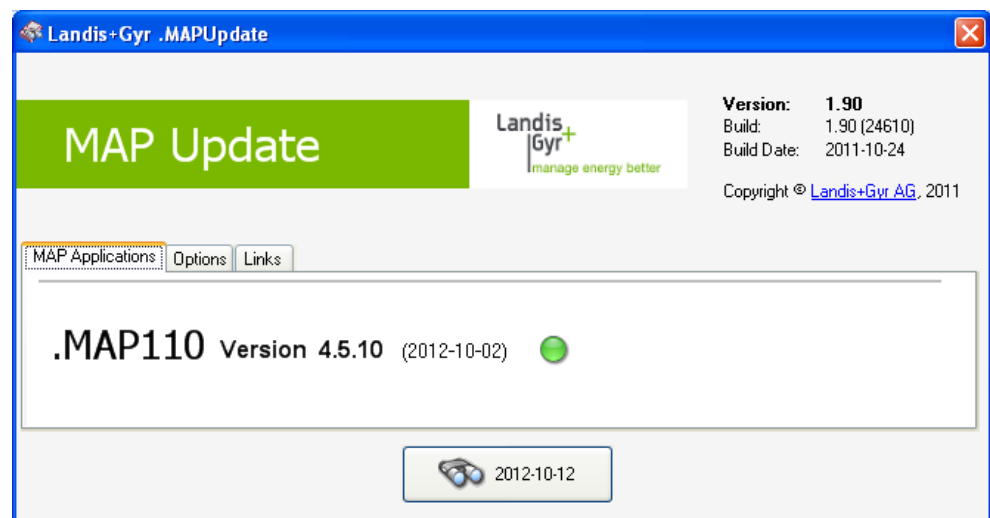 Landis+Gyr .MAPUpdate
MAP Update
Landis+
Gyr
manage energy better
Version: 1.90
Build: 1.90 (24610)
Build Date: 2011-10-24
Copyright © Landis+Gyr AG, 2011
MAP Applications Options Links
.MAP110 Version 4.5.10 (2012-10-02)
2012-10-12